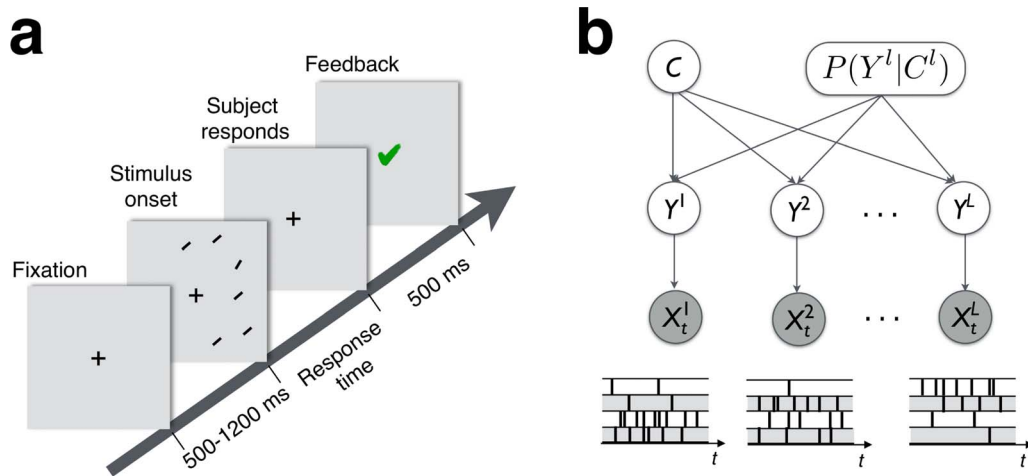 a
Feedback
Subject
responds
Stimulus
onset
Fixation
500-1200 ms
Response
time
500 ms
b
C
P(Y^l|C^l)
Y^1
Y^2
. . .
Y^L
X_t^1
X_t^2
. . .
X_t^L
t
t
t